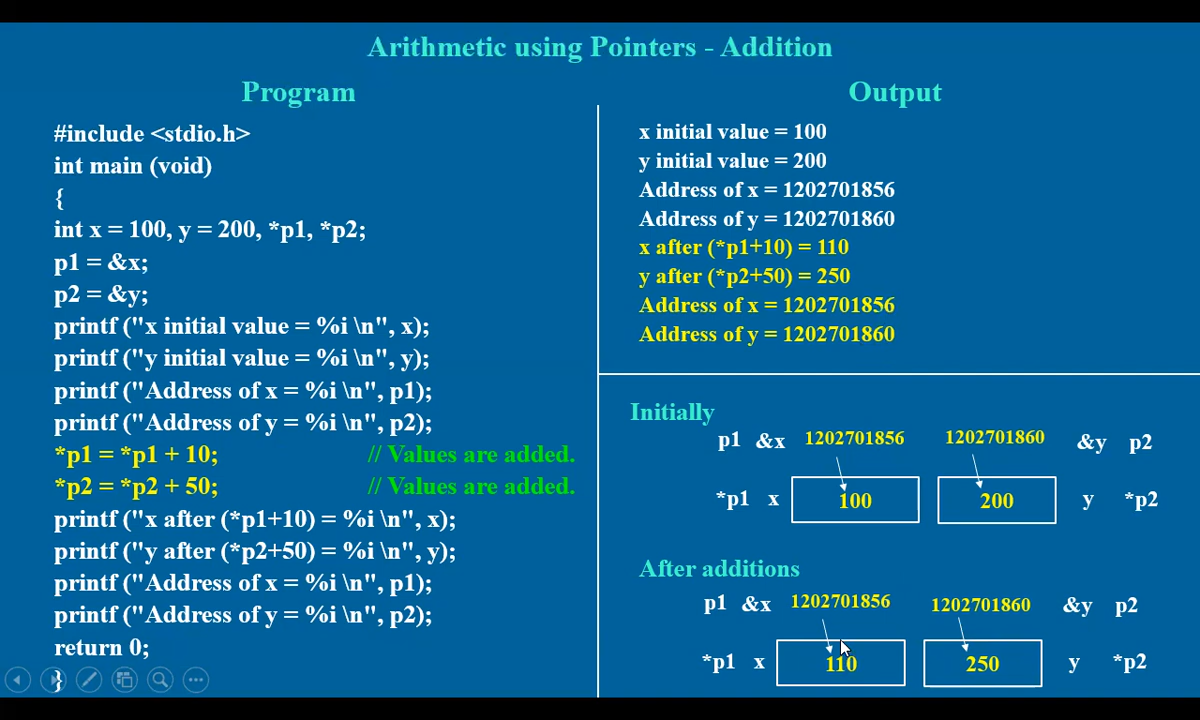 Arithmetic using Pointers - Addition
Program
#include <stdio.h>
int main (void)
{
int x = 100, y = 200, *p1, *p2;
p1 = &x;
p2 = &y;
printf ("x initial value = %i \n", x);
printf ("y initial value = %i \n", y);
printf ("Address of x = %i \n", p1);
printf ("Address of y = %i \n", p2);
*p1 = *p1 + 10; // Values are added.
*p2 = *p2 + 50; // Values are added.
printf ("x after (*p1+10) = %i \n", x);
printf ("y after (*p2+50) = %i \n", y);
printf ("Address of x = %i \n", p1);
printf ("Address of y = %i \n", p2);
return 0;
}
Output
x initial value = 100
y initial value = 200
Address of x = 1202701856
Address of y = 1202701860
x after (*p1+10) = 110
y after (*p2+50) = 250
Address of x = 1202701856
Address of y = 1202701860
Initially
p1 &x 1202701856 1202701860 &y p2
*p1 x 100 200 y *p2
After additions
p1 &x 1202701856 1202701860 &y p2
*p1 x 110 250 y *p2